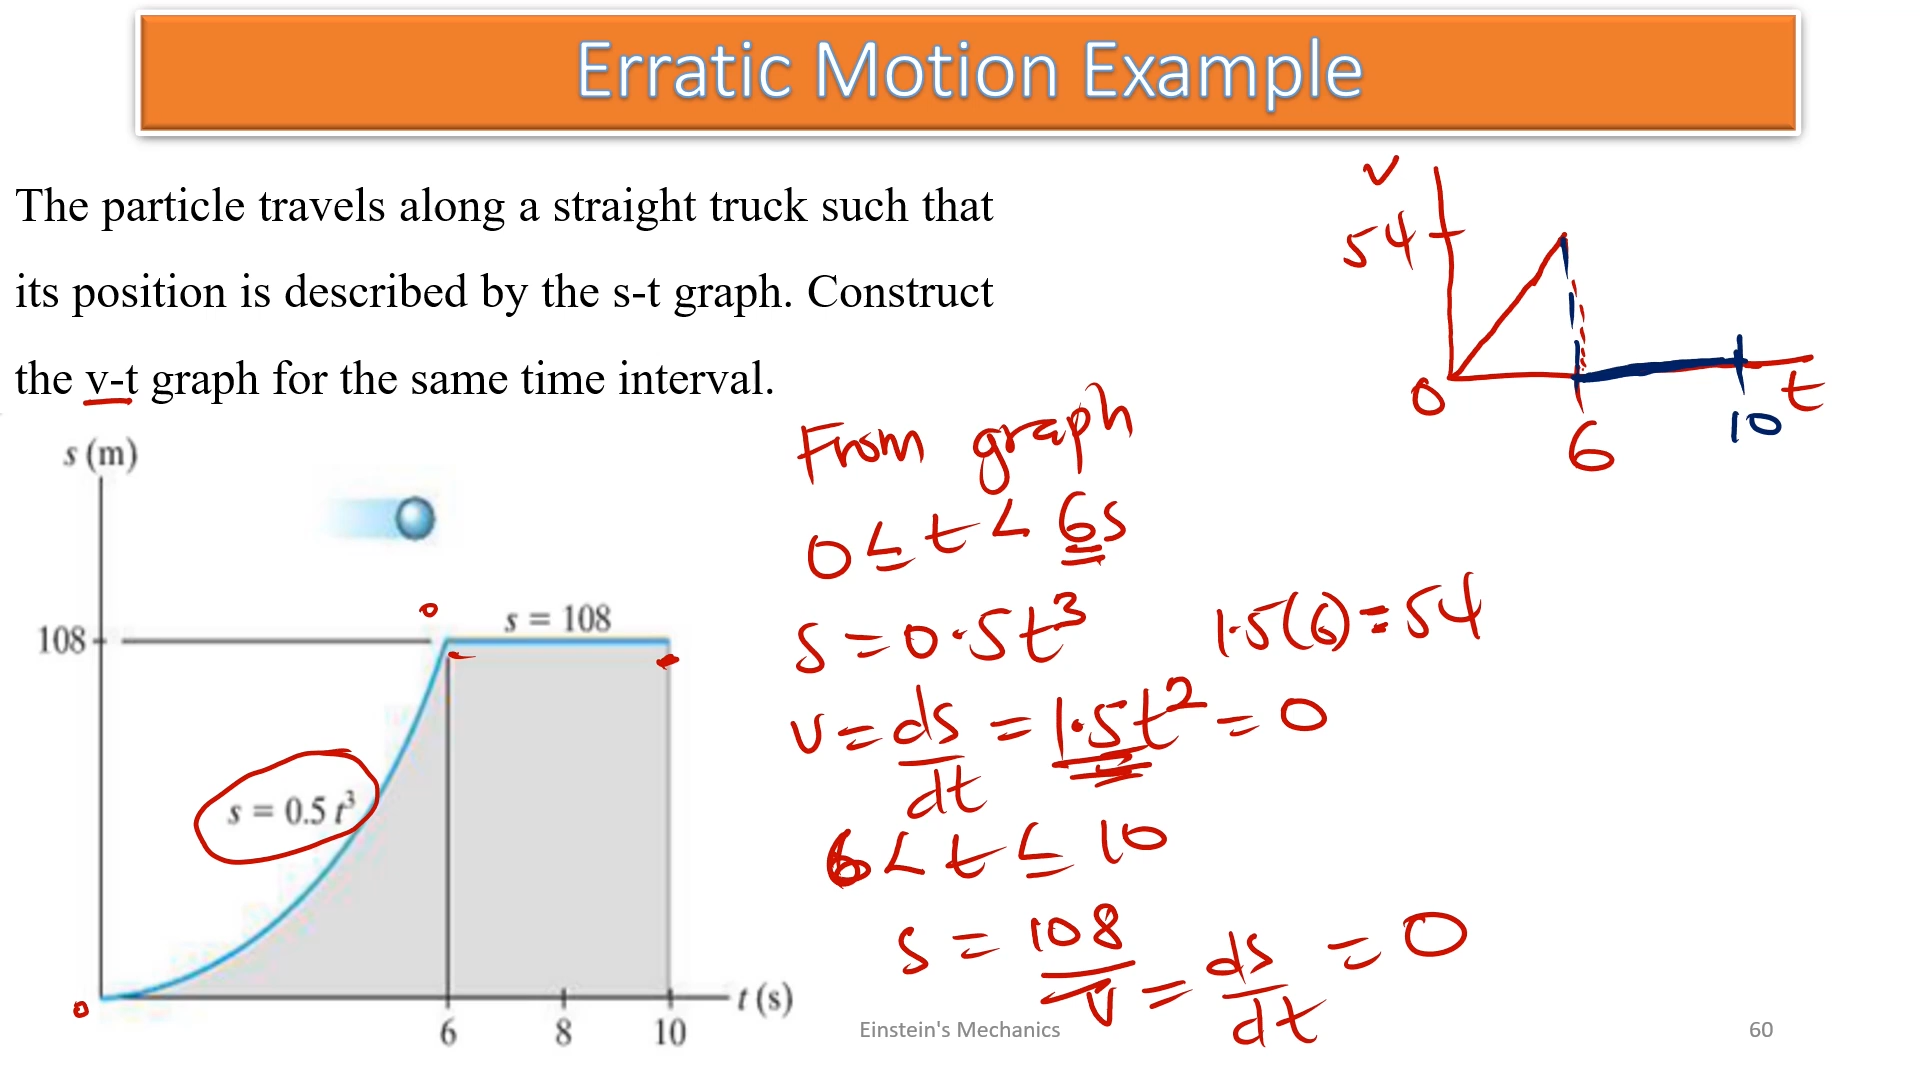 Erratic Motion Example
The particle travels along a straight truck such that
its position is described by the s-t graph. Construct
the v-t graph for the same time interval.
v
54
0
6
10
t
s (m)
108
s = 108
s = 0.5 t³
0
0
6
8
10
t (s)
From graph
0 ≤ t < 6s
s = 0.5t³
1.5(6) = 54
v = ds/dt = 1.5t² = 0
6 < t ≤ 10
s = 108
v = ds/dt = 0
Einstein's Mechanics
60